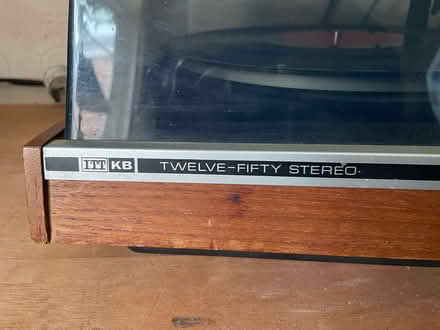 ITT KB TWELVE-FIFTY STEREO